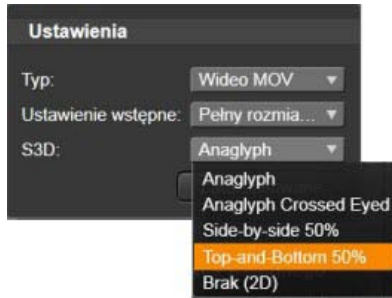 Ustawienia
Typ: Wideo MOV
Ustawienie wstępne: Pełny rozmia...
S3D: Anaglyph
Anaglyph
Anaglyph Crossed Eyed
Side-by-side 50%
Top-and-Bottom 50%
Brak (2D)